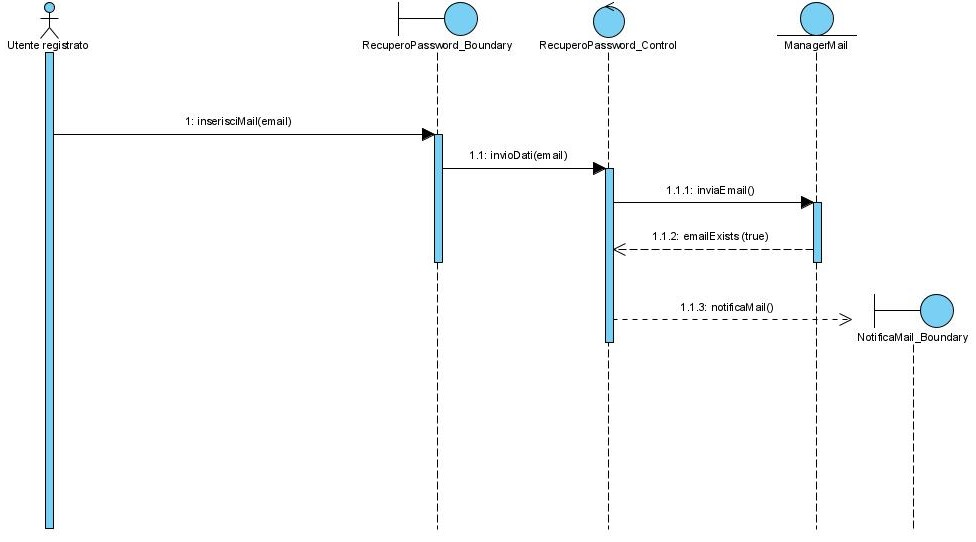 Utente registrato
RecuperoPassword_Boundary
RecuperoPassword_Control
ManagerMail
1: inserisciMail(email)
1.1: invioDati(email)
1.1.1: inviaEmail()
1.1.2: emailExists (true)
1.1.3: notificaMail()
NotificaMail_Boundary